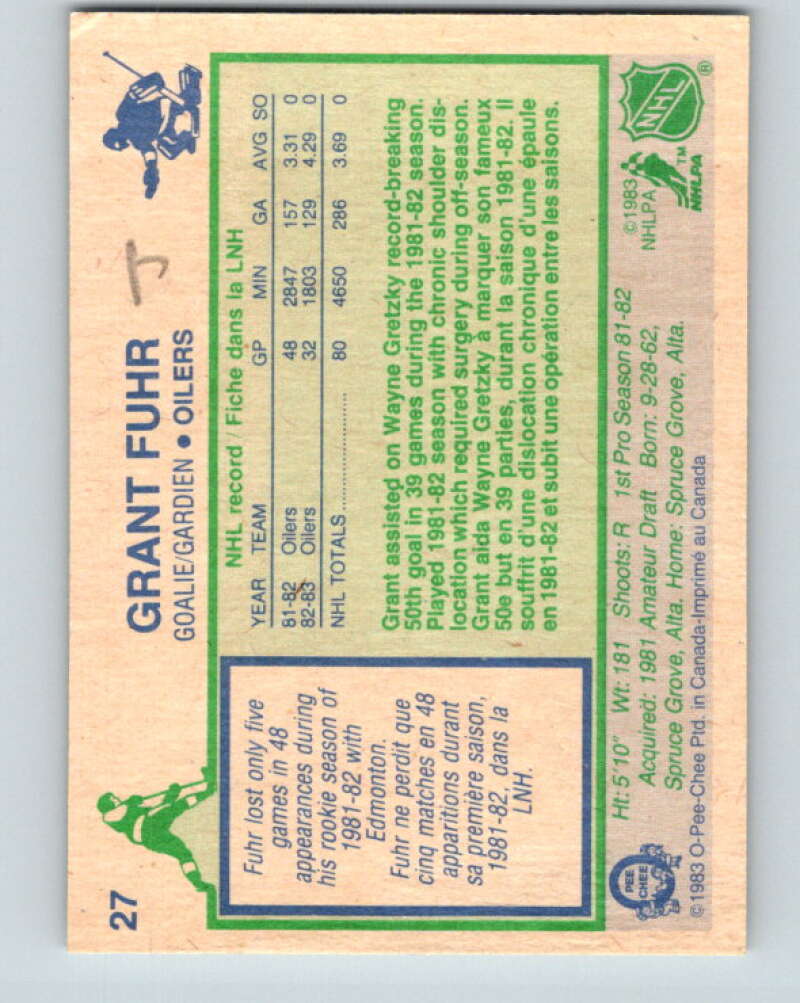 27
GRANT FUHR
J
GOALIE/GARDIEN • OILERS
Fuhr lost only five
games in 48
appearances during
his rookie season of
1981-82 with
Edmonton.
Fuhr ne perdit que
cinq matches en 48
apparitions durant
sa première saison,
1981-82, dans la
LNH.
NHL record / Fiche dans la LNH
YEAR TEAM GP MIN GA AVG SO
81-82 Oilers 48 2847 157 3.31 0
82-83 Oilers 32 1803 129 4.29 0
NHL TOTALS .................... 80 4650 286 3.69 0
Grant assisted on Wayne Gretzky record-breaking
50th goal in 39 games during the 1981-82 season.
Played 1981-82 season with chronic shoulder dis-
location which required surgery during off-season.
Grant aida Wayne Gretzky à marquer son fameux
50e but en 39 parties, durant la saison 1981-82. Il
souffrit d'une dislocation chronique d'une épaule
en 1981-82 et subit une opération entre les saisons.
Ht: 5'10" Wt: 181 Shoots: R 1st Pro Season 81-82
Acquired: 1981 Amateur Draft Born: 9-28-62,
Spruce Grove, Alta. Home: Spruce Grove, Alta.
©1983
NHLPA
NHL ®
NHLPA ™
PEE
CHEE
©1983 O-Pee-Chee Ptd. in Canada-Imprimé au Canada